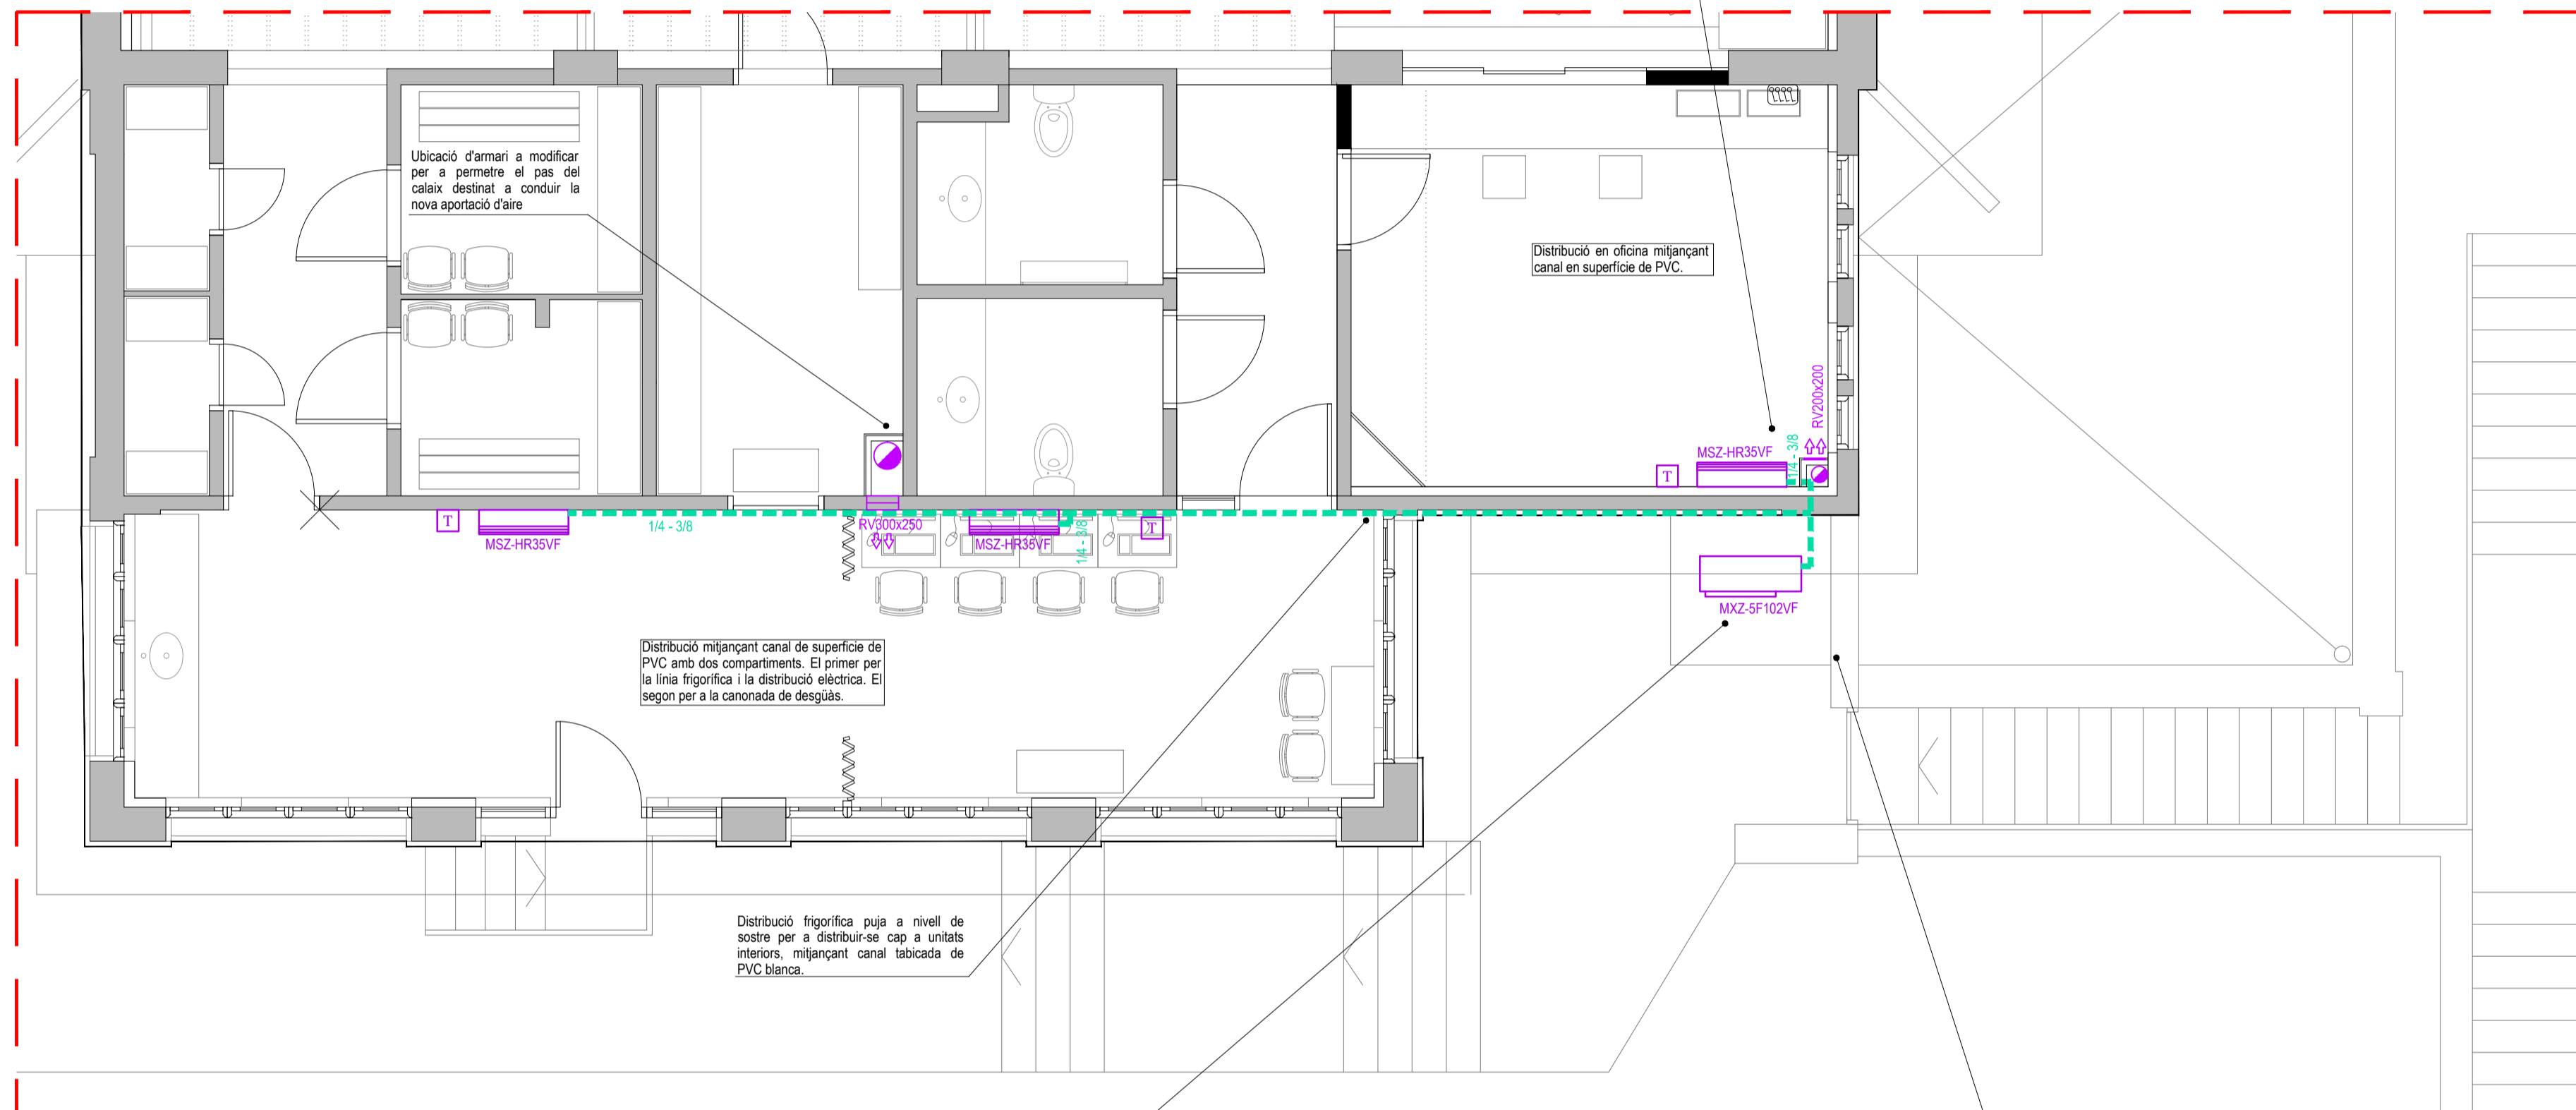 Ubicació d'armari a modificar
per a permetre el pas del
calaix destinat a conduir la
nova aportació d'aire
Distribució en oficina mitjançant
canal en superfície de PVC.
RV200x200
MSZ-HR35VF
1/4 - 3/8
T
T
MSZ-HR35VF
1/4 - 3/8
RV300x250
MSZ-HR35VF
1/4 - 3/8
T
MXZ-5F102VF
Distribució mitjançant canal de superfície de
PVC amb dos compartiments. El primer per
la línia frigorífica i la distribució elèctrica. El
segon per a la canonada de desgüàs.
Distribució frigorífica puja a nivell de
sostre per a distribuir-se cap a unitats
interiors, mitjançant canal tabicada de
PVC blanca.